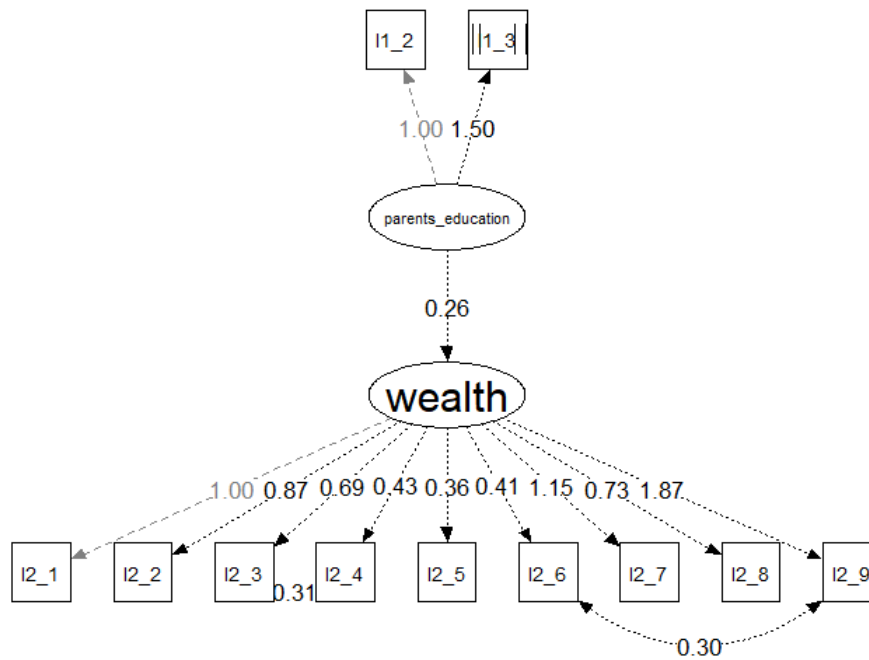 l1_2 l1_3
1.00 1.50
parents_education
0.26
wealth
1.00 0.87 0.69 0.43 0.36 0.41 1.15 0.73 1.87
l2_1 l2_2 l2_3 l2_4 l2_5 l2_6 l2_7 l2_8 l2_9
0.31
0.30